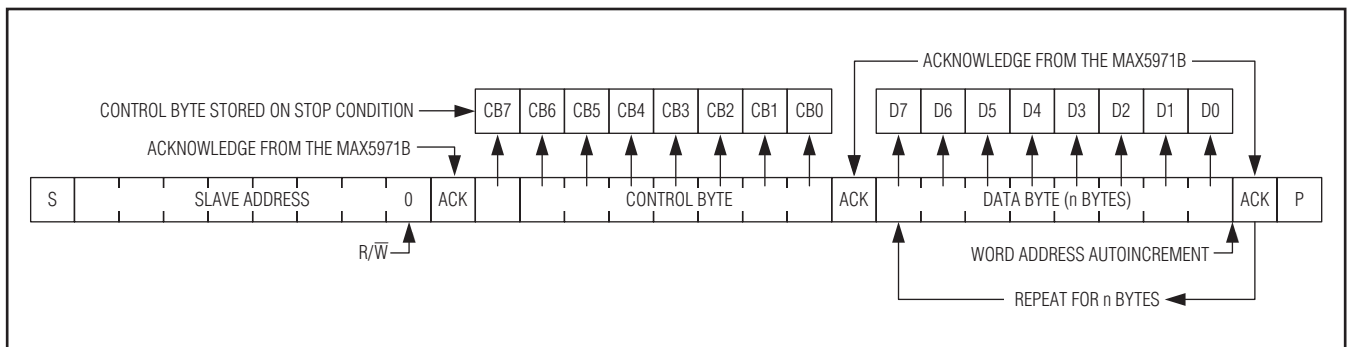 ACKNOWLEDGE FROM THE MAX5971B
CONTROL BYTE STORED ON STOP CONDITION
CB7 CB6 CB5 CB4 CB3 CB2 CB1 CB0
D7 D6 D5 D4 D3 D2 D1 D0
ACKNOWLEDGE FROM THE MAX5971B
S SLAVE ADDRESS 0 ACK CONTROL BYTE ACK DATA BYTE (n BYTES) ACK P
R/W̅
WORD ADDRESS AUTOINCREMENT
REPEAT FOR n BYTES